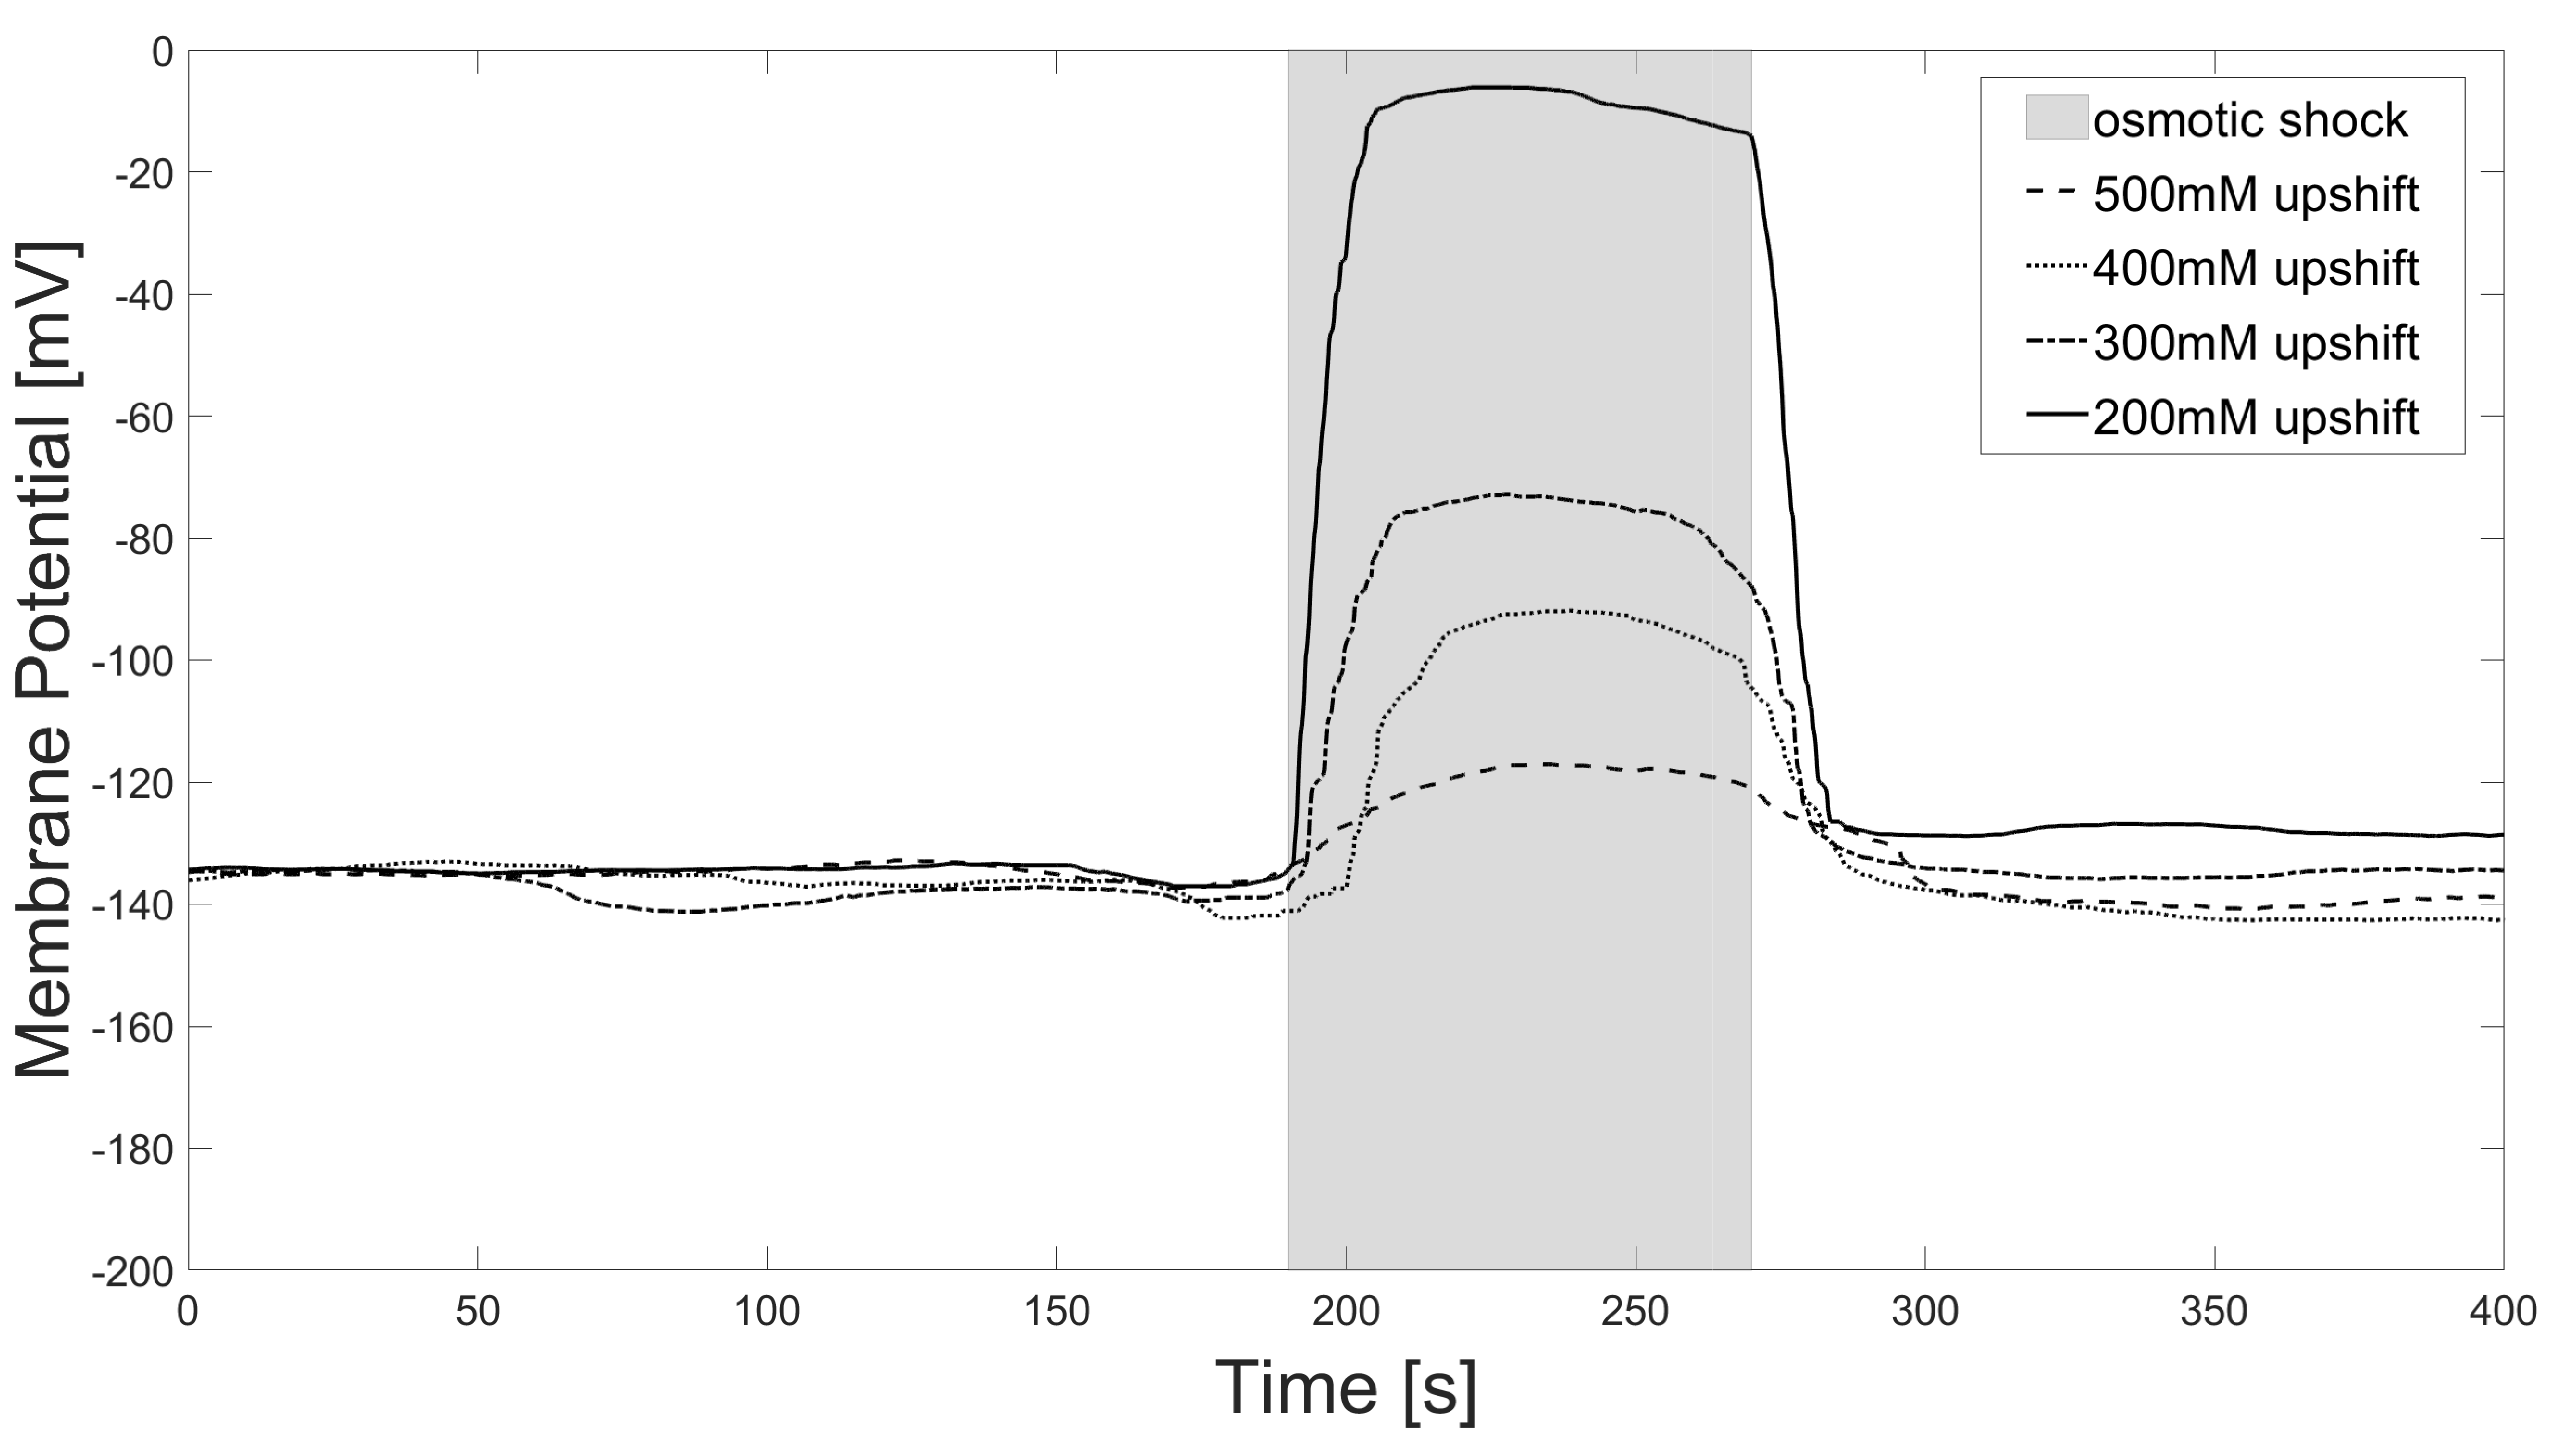 0
-20
-40
-60
-80
-100
-120
-140
-160
-180
-200
Membrane Potential [mV]
osmotic shock
500mM upshift
400mM upshift
300mM upshift
200mM upshift
0 50 100 150 200 250 300 350 400
Time [s]